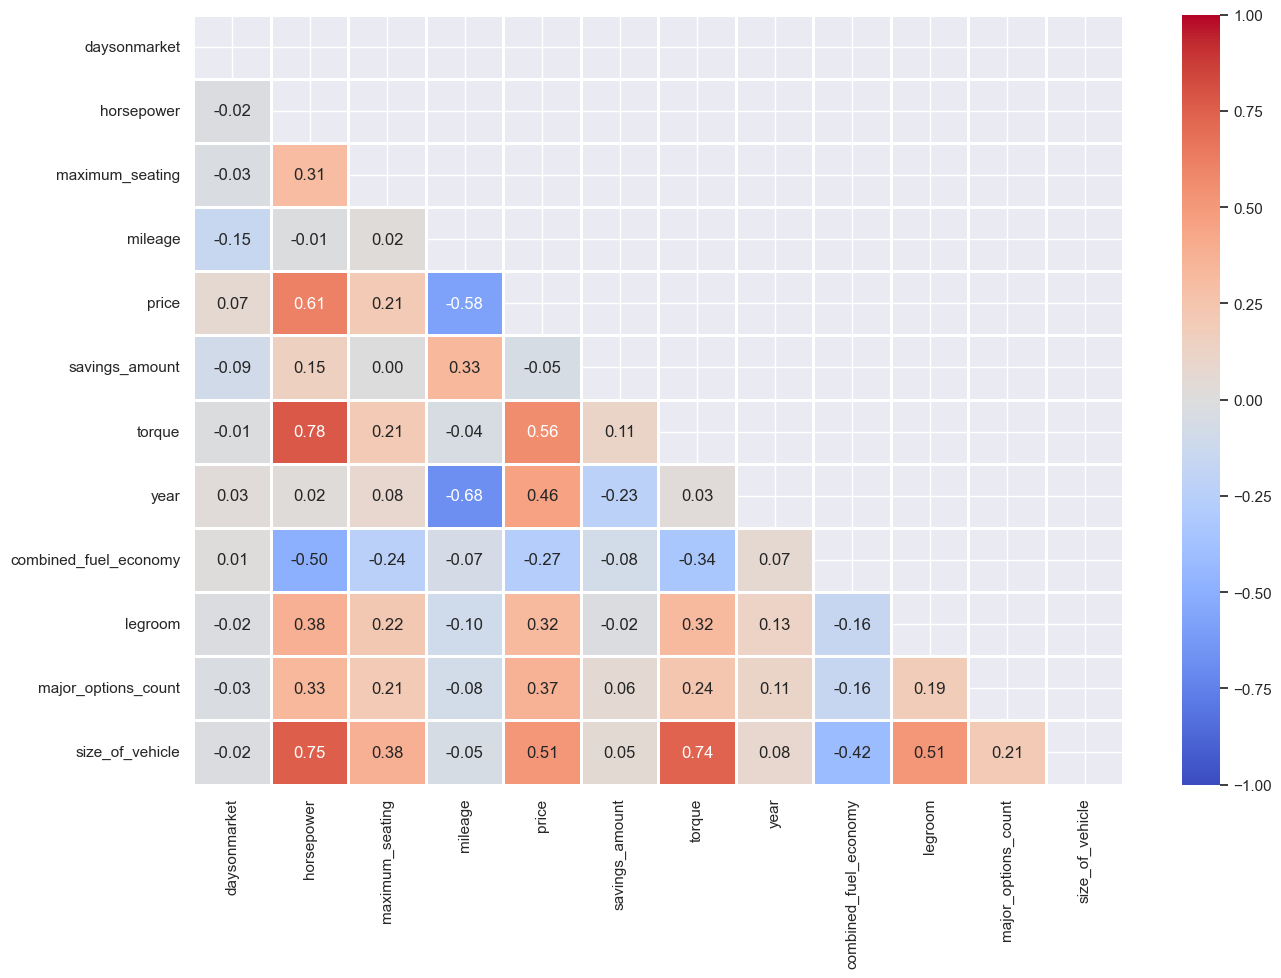 daysonmarket
horsepower -0.02
maximum_seating -0.03 0.31
mileage -0.15 -0.01 0.02
price 0.07 0.61 0.21 -0.58
savings_amount -0.09 0.15 0.00 0.33 -0.05
torque -0.01 0.78 0.21 -0.04 0.56 0.11
year 0.03 0.02 0.08 -0.68 0.46 -0.23 0.03
combined_fuel_economy 0.01 -0.50 -0.24 -0.07 -0.27 -0.08 -0.34 0.07
legroom -0.02 0.38 0.22 -0.10 0.32 -0.02 0.32 0.13 -0.16
major_options_count -0.03 0.33 0.21 -0.08 0.37 0.06 0.24 0.11 -0.16 0.19
size_of_vehicle -0.02 0.75 0.38 -0.05 0.51 0.05 0.74 0.08 -0.42 0.51 0.21
daysonmarket
horsepower
maximum_seating
mileage
price
savings_amount
torque
year
combined_fuel_economy
legroom
major_options_count
size_of_vehicle
1.00
0.75
0.50
0.25
0.00
−0.25
−0.50
−0.75
−1.00